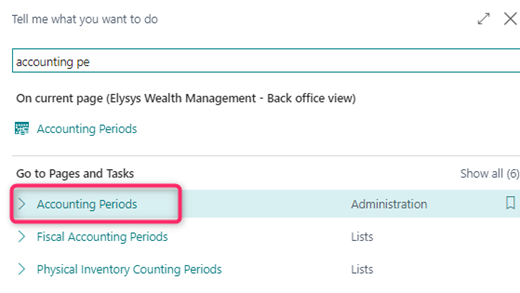 Tell me what you want to do
accounting pe
On current page (Elysys Wealth Management - Back office view)
Accounting Periods
Go to Pages and Tasks Show all (6)
Accounting Periods Administration
Fiscal Accounting Periods Lists
Physical Inventory Counting Periods Lists